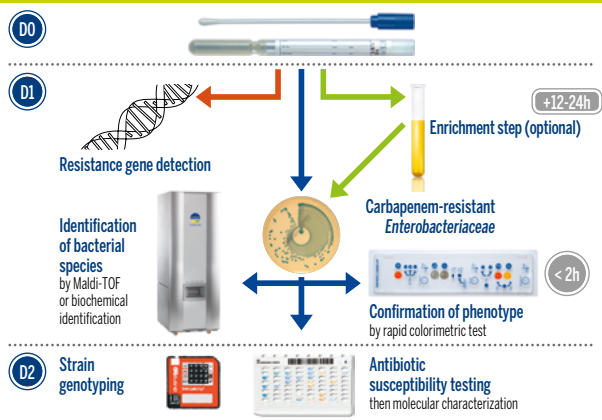 D0
D1
+12-24h
Enrichment step (optional)
Resistance gene detection
Carbapenem-resistant
Enterobacteriaceae
Identification
of bacterial
species
by Maldi-TOF
or biochemical
identification
< 2h
Confirmation of phenotype
by rapid colorimetric test
D2
Strain
genotyping
Antibiotic
susceptibility testing
then molecular characterization